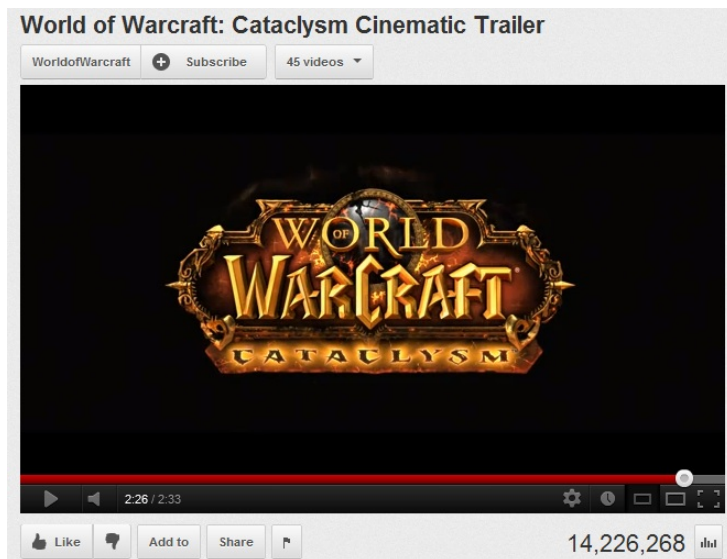 World of Warcraft: Cataclysm Cinematic Trailer
WorldofWarcraft Subscribe 45 videos
WORLD
OF
WARCRAFT
CATACLYSM
2:26 / 2:33
Like Add to Share 14,226,268